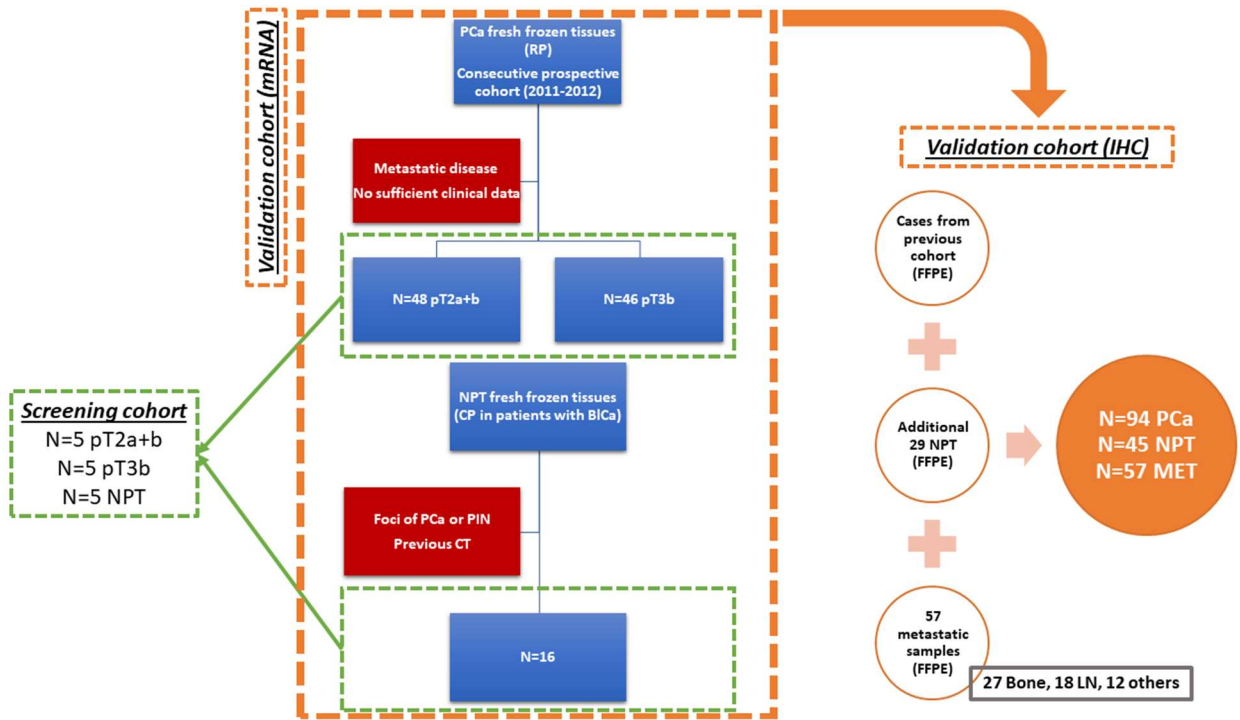 Validation cohort (mRNA)
PCa fresh frozen tissues
(RP)
Consecutive prospective
cohort (2011-2012)
Metastatic disease
No sufficient clinical data
N=48 pT2a+b
N=46 pT3b
NPT fresh frozen tissues
(CP in patients with BlCa)
Foci of PCa or PIN
Previous CT
N=16
Screening cohort
N=5 pT2a+b
N=5 pT3b
N=5 NPT
Validation cohort (IHC)
Cases from
previous
cohort
(FFPE)
Additional
29 NPT
(FFPE)
57
metastatic
samples
(FFPE)
27 Bone, 18 LN, 12 others
N=94 PCa
N=45 NPT
N=57 MET